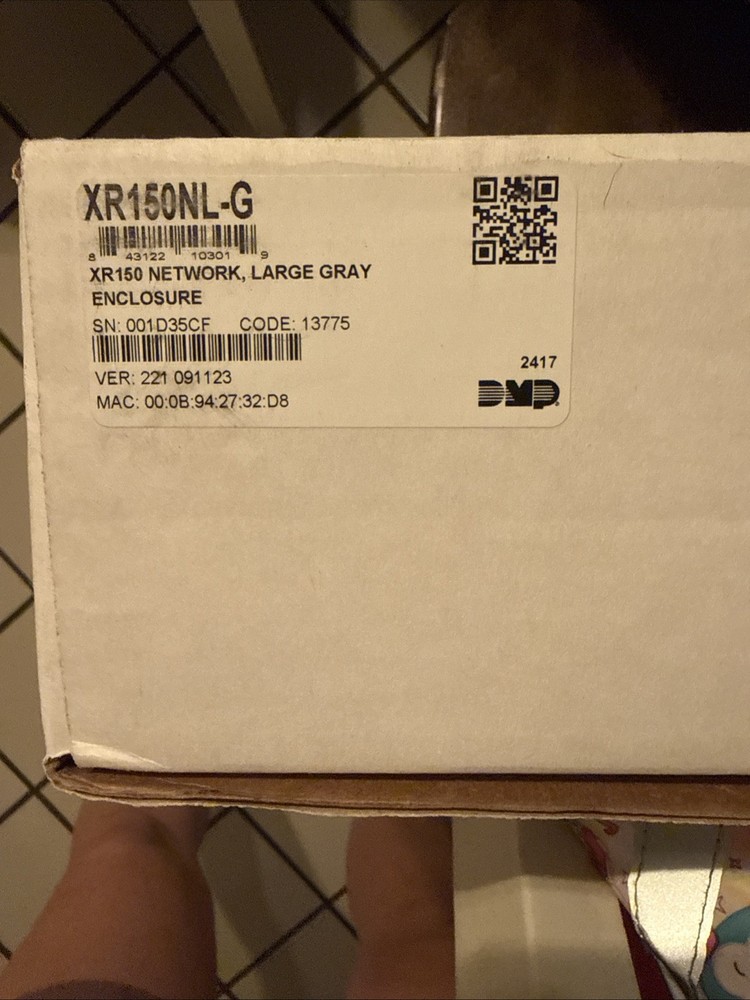 XR150NL-G
8 43122 10301 9
XR150 NETWORK, LARGE GRAY
ENCLOSURE
SN: 001D35CF CODE: 13775
VER: 221 091123
MAC: 00:0B:94:27:32:D8
2417
DMP